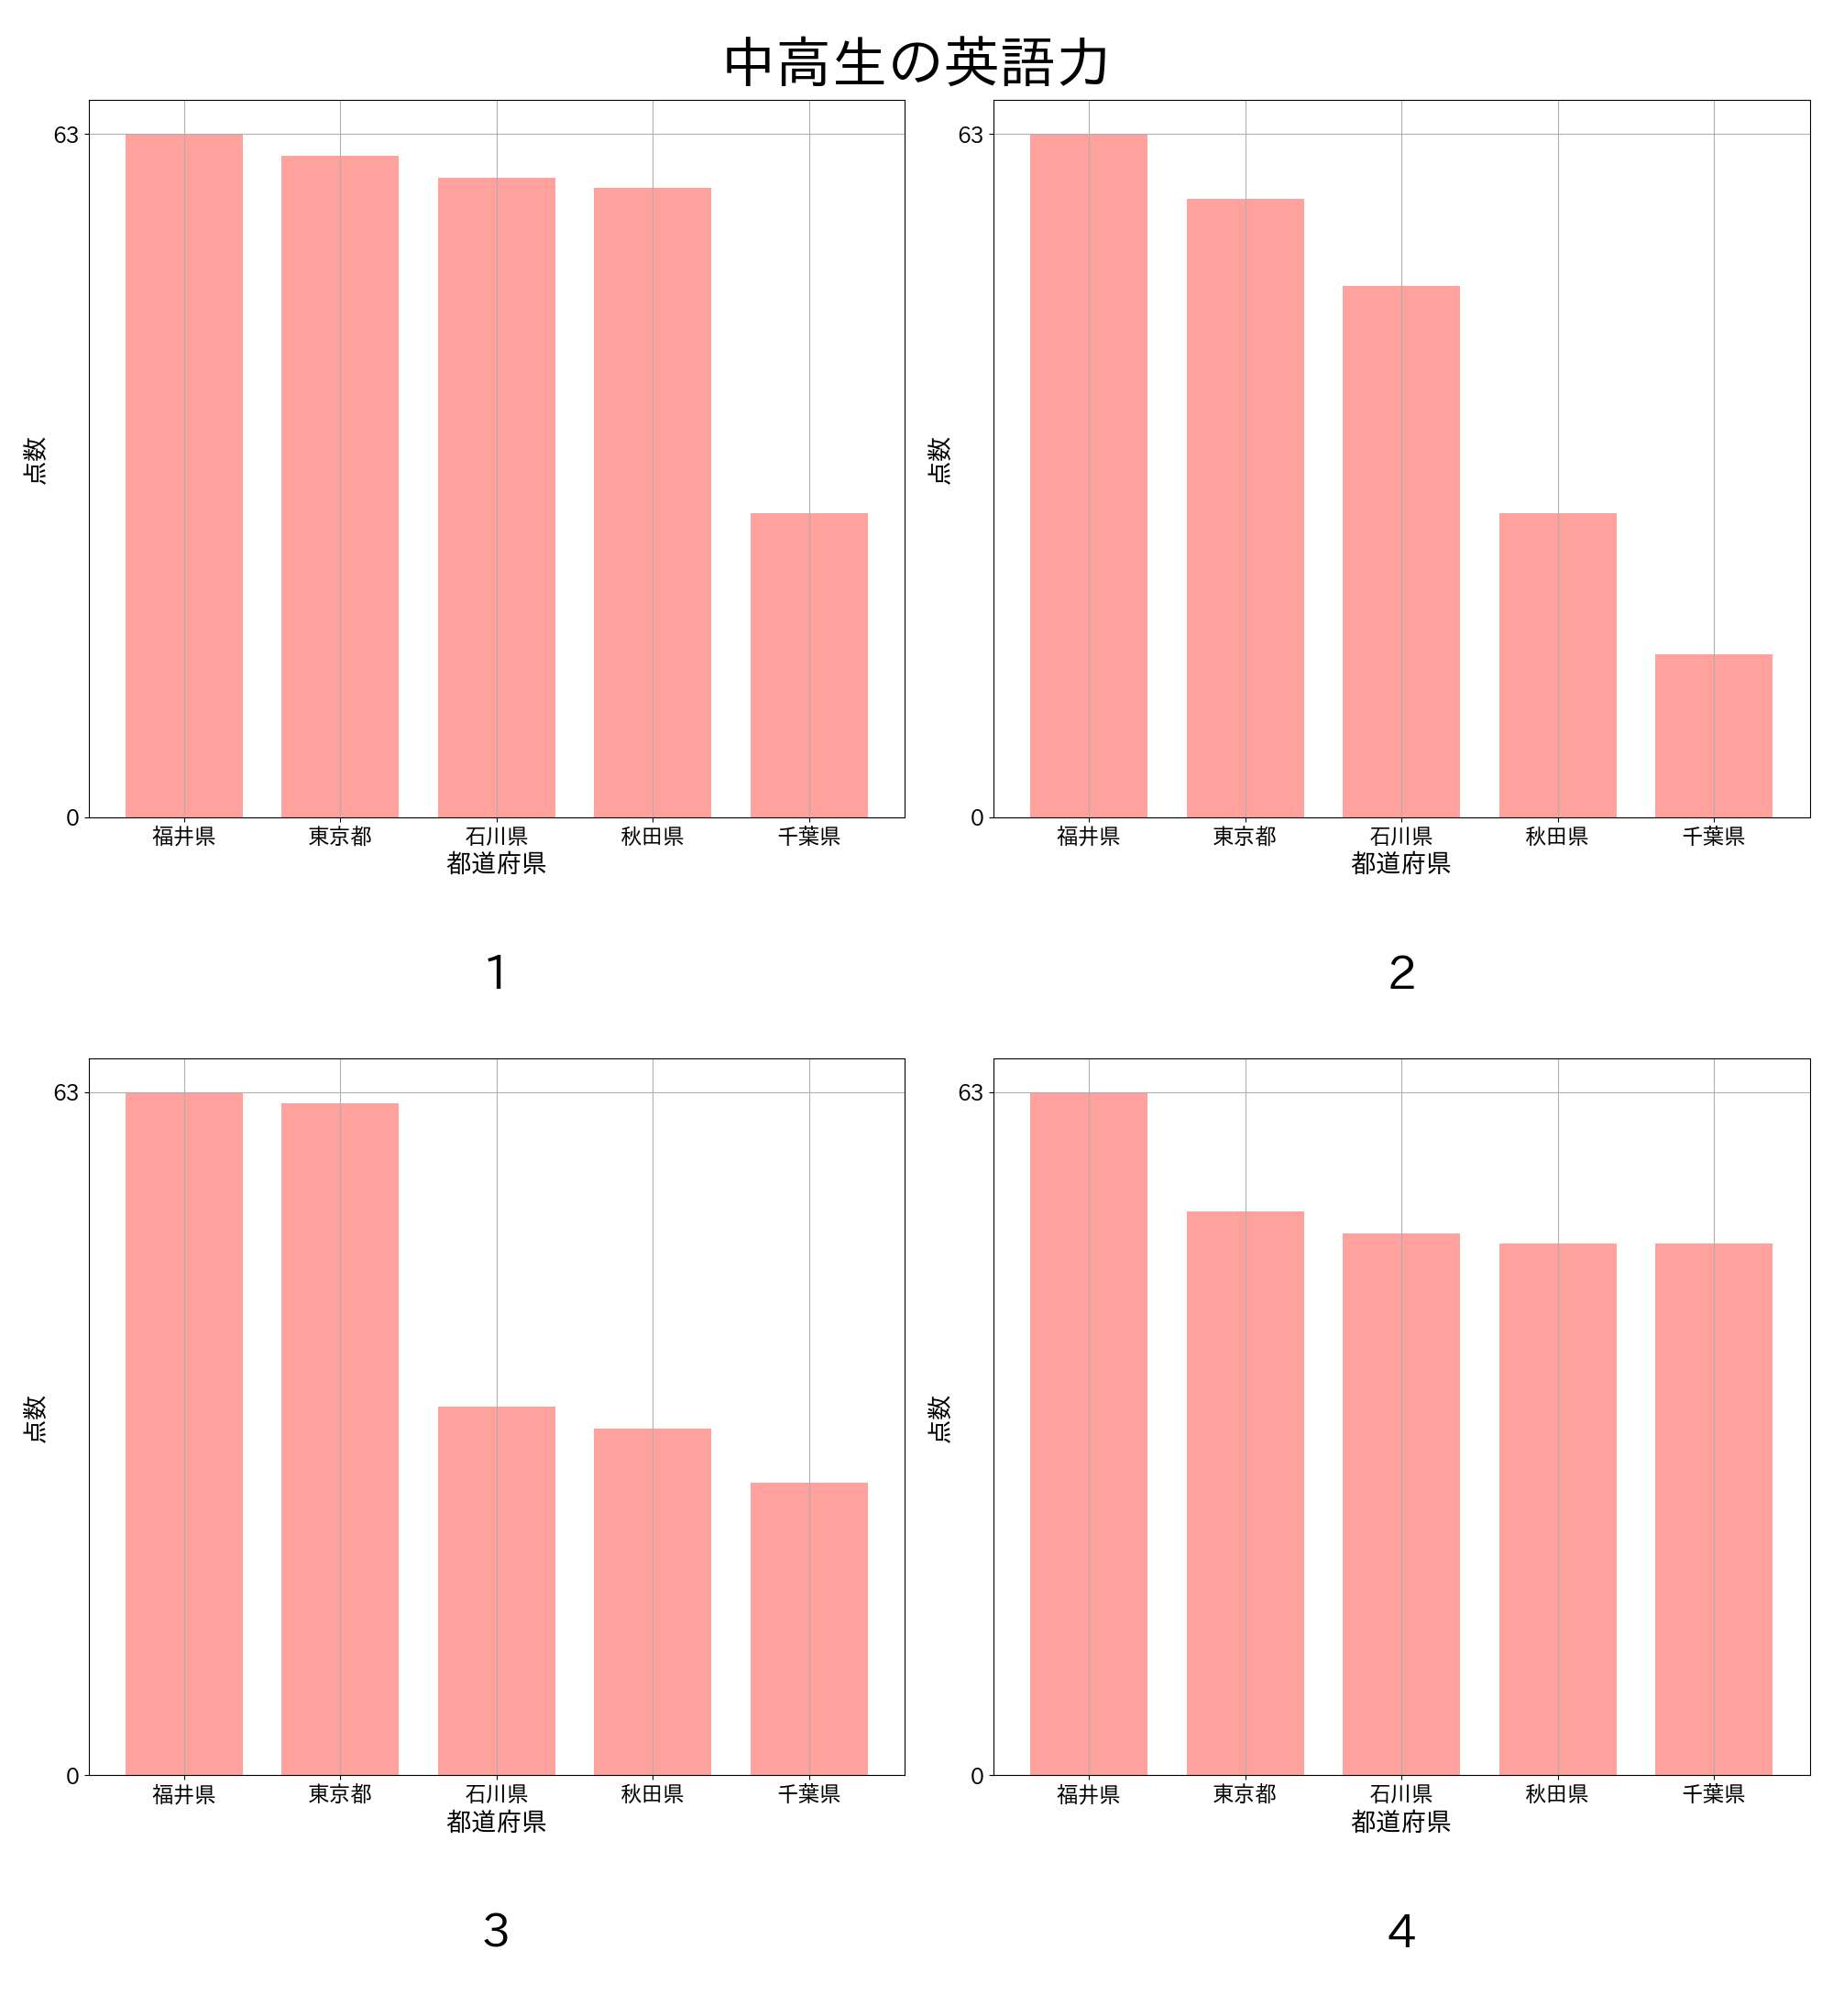 中高生の英語力
63
0
点数
福井県 東京都 石川県 秋田県 千葉県
都道府県
1
63
0
点数
福井県 東京都 石川県 秋田県 千葉県
都道府県
2
63
0
点数
福井県 東京都 石川県 秋田県 千葉県
都道府県
3
63
0
点数
福井県 東京都 石川県 秋田県 千葉県
都道府県
4